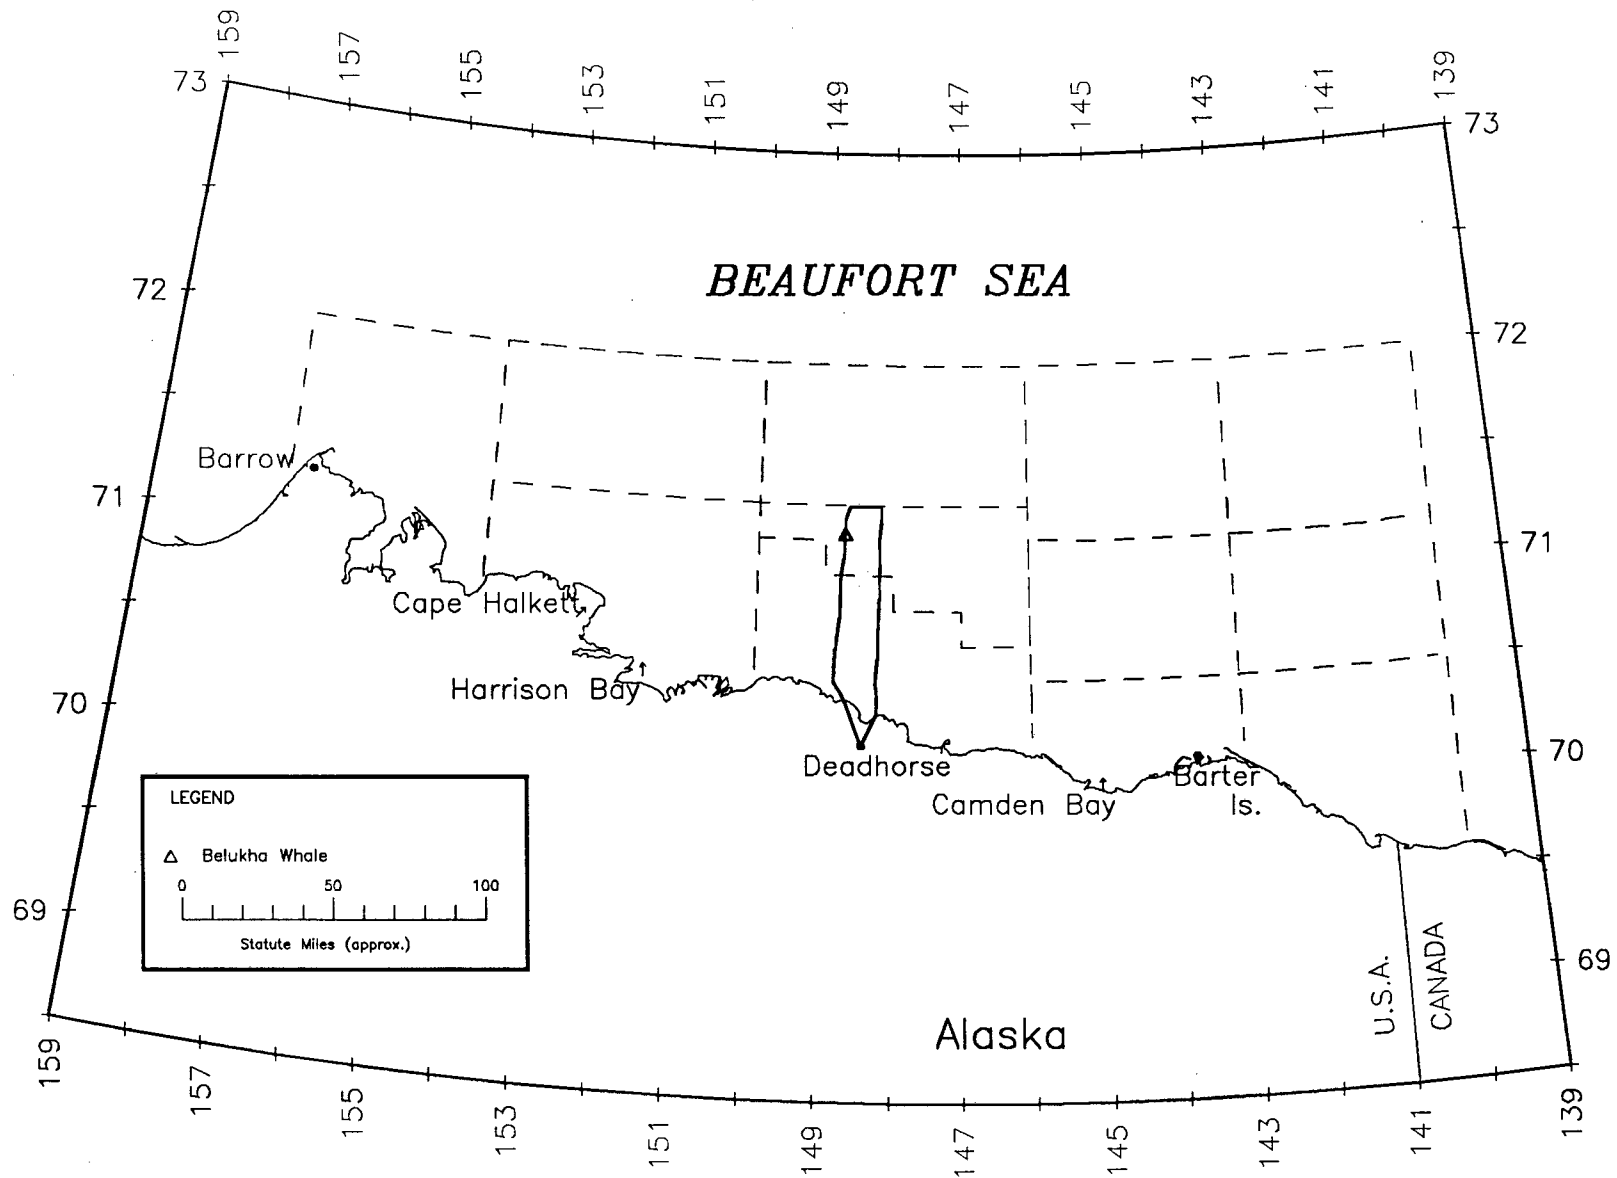 159
157
155
153
151
149
147
145
143
141
139
73
73
BEAUFORT SEA
72
72
Barrow
71
71
Cape Halkett
Harrison Bay
70
70
Deadhorse
Camden Bay
Barter
Is.
LEGEND
△ Belukha Whale
0 50 100
Statute Miles (approx.)
69
69
U.S.A.
CANADA
Alaska
159
157
155
153
151
149
147
145
143
141
139